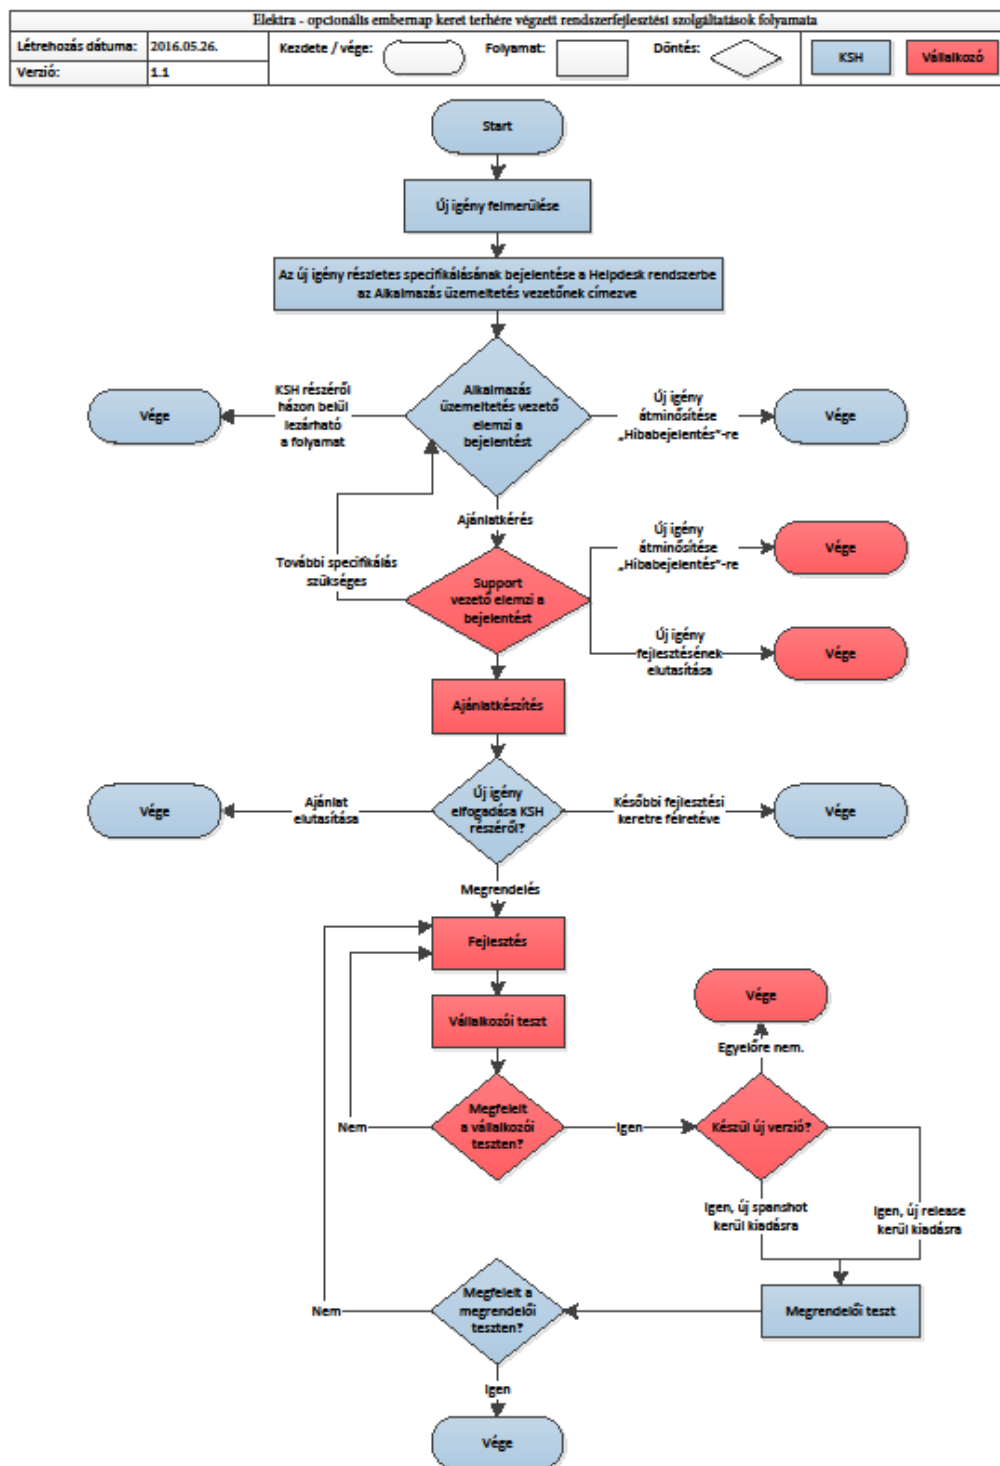 Elektra - opcionális embernap keret terhére végzett rendszerfejlesztési szolgáltatások folyamata
Létrehozás dátuma:
2016.05.26.
Kezdete / vége:
Folyamat:
Döntés:
KSH
Vállalkozó
Verzió:
1.1
Start
Új igény felmerülése
Az új igény részletes specifikálásának bejelentése a Helpdesk rendszerbe
az Alkalmazás üzemeltetés vezetőnek címezve
Vége
KSH részéről
házon belül
lezárható
a folyamat
Alkalmazás
üzemeltetés vezető
elemzi a
bejelentést
Új igény
átminősítése
„Hibabejelentés”-re
Vége
Ajánlatkérés
További specifikálás
szükséges
Support
vezető elemzi a
bejelentést
Új igény
átminősítése
„Hibabejelentés”-re
Vége
Új igény
fejlesztésének
elutasítása
Vége
Ajánlatkészítés
Vége
Ajánlat
elutasítása
Új igény
elfogadása KSH
részéről?
Későbbi fejlesztési
keretre félretéve
Vége
Megrendelés
Fejlesztés
Vállalkozói teszt
Vége
Egyelőre nem.
Nem
Megfelelt
a vállalkozói
teszten?
Igen
Készül új verzió?
Igen, új spanshot
kerül kiadásra
Igen, új release
kerül kiadásra
Nem
Megfelelt a
megrendelői
teszten?
Megrendelői teszt
Igen
Vége